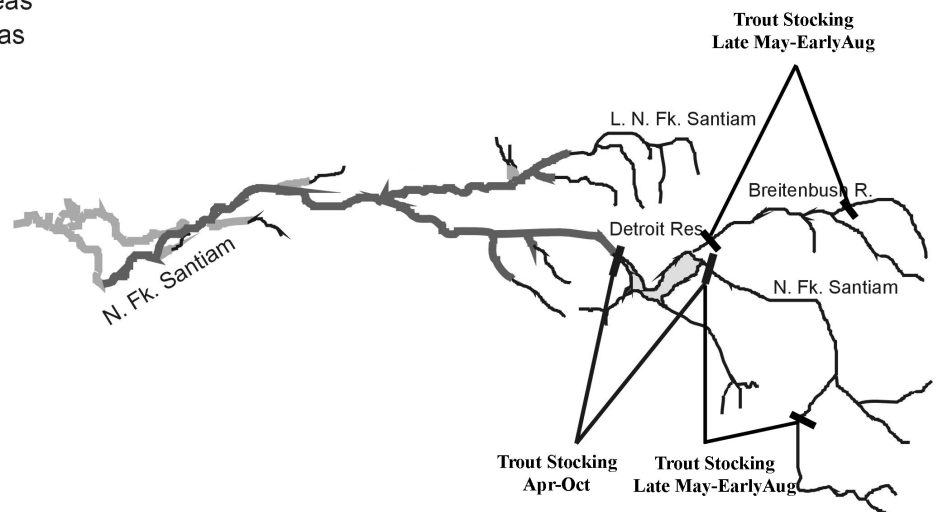 as
Trout Stocking
Late May-EarlyAug
L. N. Fk. Santiam
Breitenbush R.
Detroit Res
N. Fk. Santiam
N. Fk. Santiam
Trout Stocking
Apr-Oct
Trout Stocking
Late May-EarlyAug